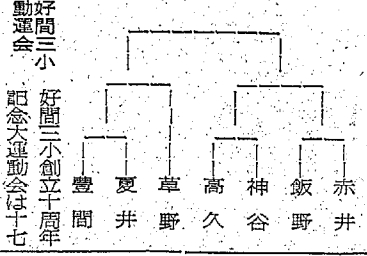 赤井
飯野
神谷
高久
草野
夏井
豊間
好間三小
動運会
好間三小創立十周年
記念大運動会は十七